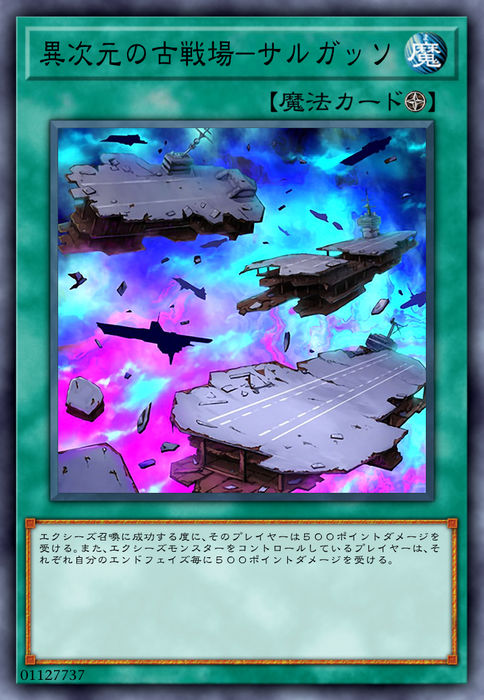 異次元の古戦場－サルガッソ 魔
【魔法カード】
エクシーズ召喚に成功する度に、そのプレイヤーは５００ポイントダメージを
受ける。また、エクシーズモンスターをコントロールしているプレイヤーは、そ
れぞれ自分のエンドフェイズ毎に５００ポイントダメージを受ける。
01127737